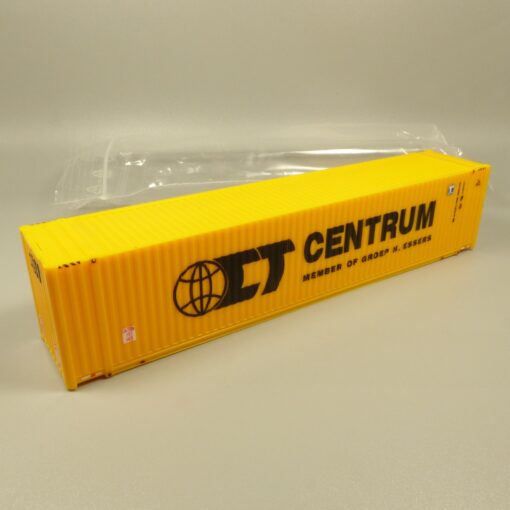 CT CENTRUM
MEMBER OF GROEP H. ESSERS